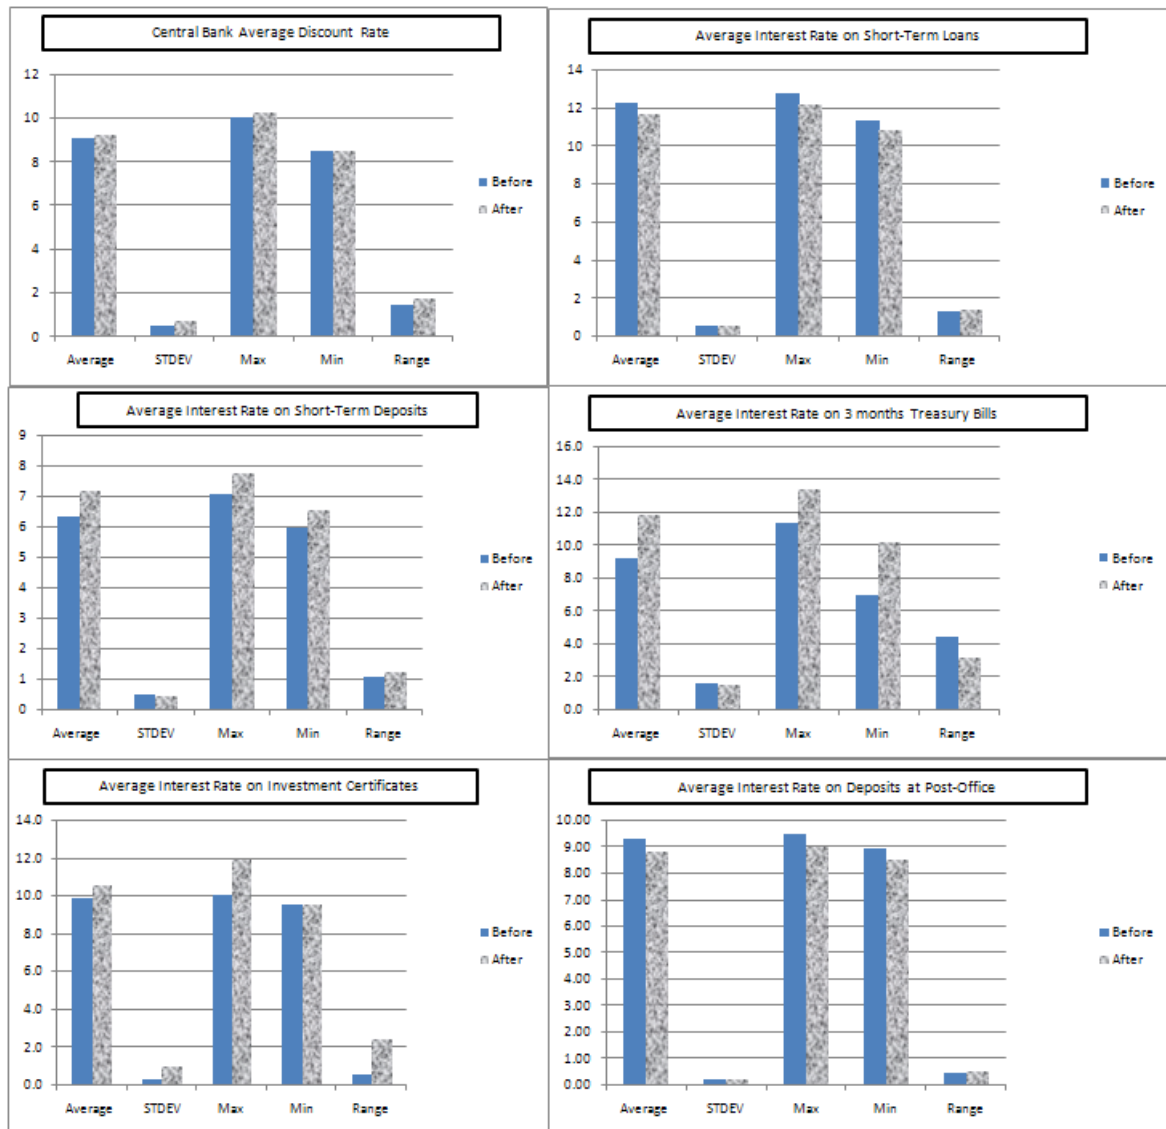 Central Bank Average Discount Rate
12
10
8
6
4
2
0
Average STDEV Max Min Range
Before
After
Average Interest Rate on Short-Term Loans
14
12
10
8
6
4
2
0
Average STDEV Max Min Range
Before
After
Average Interest Rate on Short-Term Deposits
9
8
7
6
5
4
3
2
1
0
Average STDEV Max Min Range
Before
After
Average Interest Rate on 3 months Treasury Bills
16.0
14.0
12.0
10.0
8.0
6.0
4.0
2.0
0.0
Average STDEV Max Min Range
Before
After
Average Interest Rate on Investment Certificates
14.0
12.0
10.0
8.0
6.0
4.0
2.0
0.0
Average STDEV Max Min Range
Before
After
Average Interest Rate on Deposits at Post-Office
10.00
9.00
8.00
7.00
6.00
5.00
4.00
3.00
2.00
1.00
0.00
Average STDEV Max Min Range
Before
After